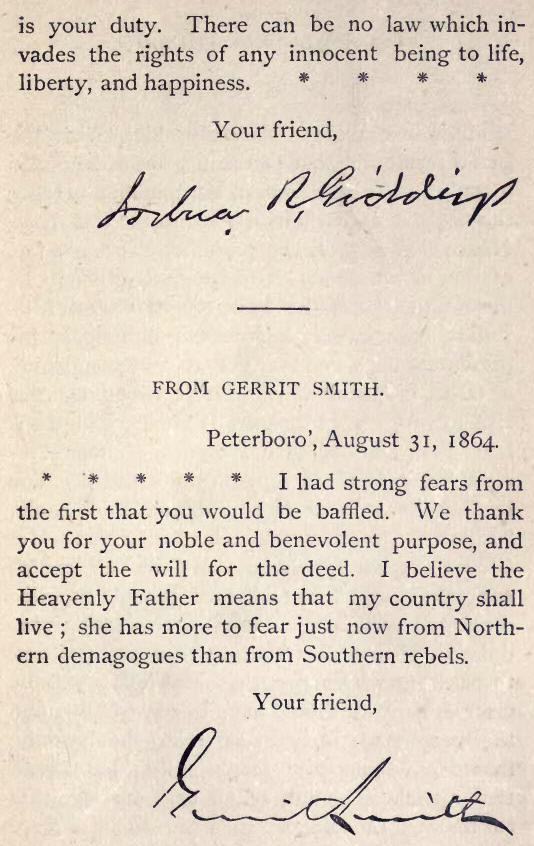 is your duty. There can be no law which in-
vades the rights of any innocent being to life,
liberty, and happiness. * * * *
Your friend,
Joshua R. Giddings
FROM GERRIT SMITH.
Peterboro', August 31, 1864.
* * * * * I had strong fears from
the first that you would be baffled. We thank
you for your noble and benevolent purpose, and
accept the will for the deed. I believe the
Heavenly Father means that my country shall
live ; she has more to fear just now from North-
ern demagogues than from Southern rebels.
Your friend,
Gerrit Smith